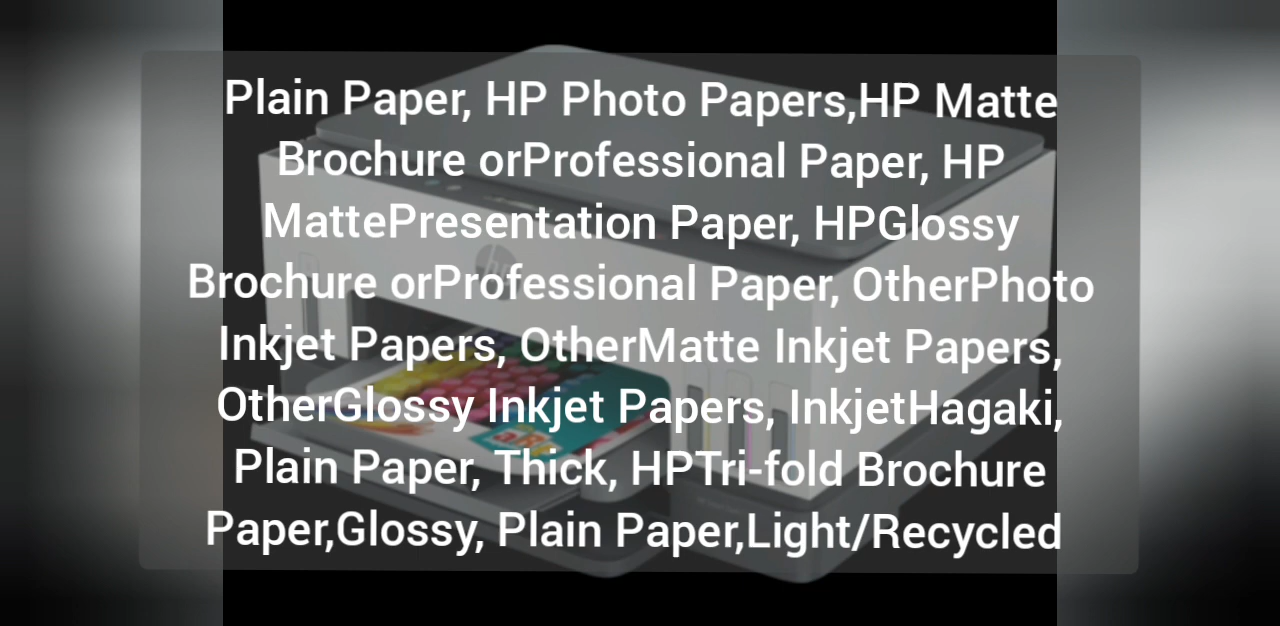 Plain Paper, HP Photo Papers,HP Matte
Brochure orProfessional Paper, HP
MattePresentation Paper, HPGlossy
Brochure orProfessional Paper, OtherPhoto
Inkjet Papers, OtherMatte Inkjet Papers,
OtherGlossy Inkjet Papers, InkjetHagaki,
Plain Paper, Thick, HPTri-fold Brochure
Paper,Glossy, Plain Paper,Light/Recycled
hp